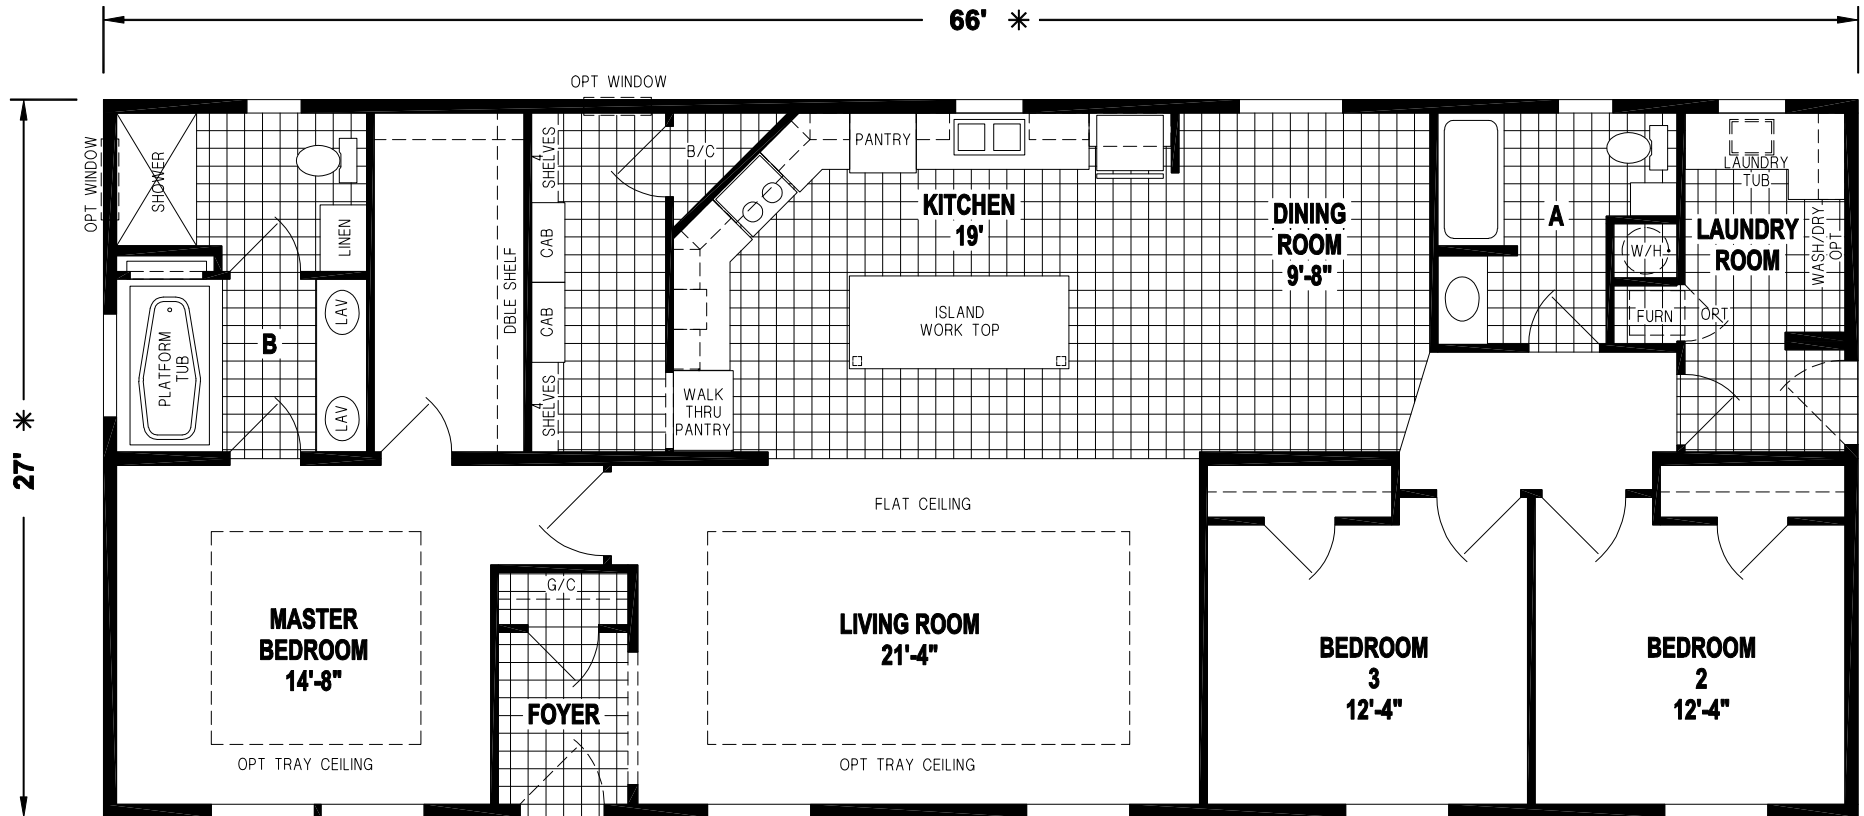 66' ✳
27' ✳
OPT WINDOW
OPT WINDOW
SHOWER
LINEN
DBLE SHELF
4
SHELVES
CAB
CAB
4
SHELVES
B/C
PANTRY
KITCHEN
19'
DINING
ROOM
9'-8"
A
LAUNDRY
TUB
LAUNDRY
ROOM
WASH/DRY
OPT
W/H
FURN
OPT
ISLAND
WORK TOP
WALK
THRU
PANTRY
PLATFORM
TUB
B
LAV
LAV
FLAT CEILING
G/C
MASTER
BEDROOM
14'-8"
OPT TRAY CEILING
FOYER
LIVING ROOM
21'-4"
OPT TRAY CEILING
BEDROOM
3
12'-4"
BEDROOM
2
12'-4"